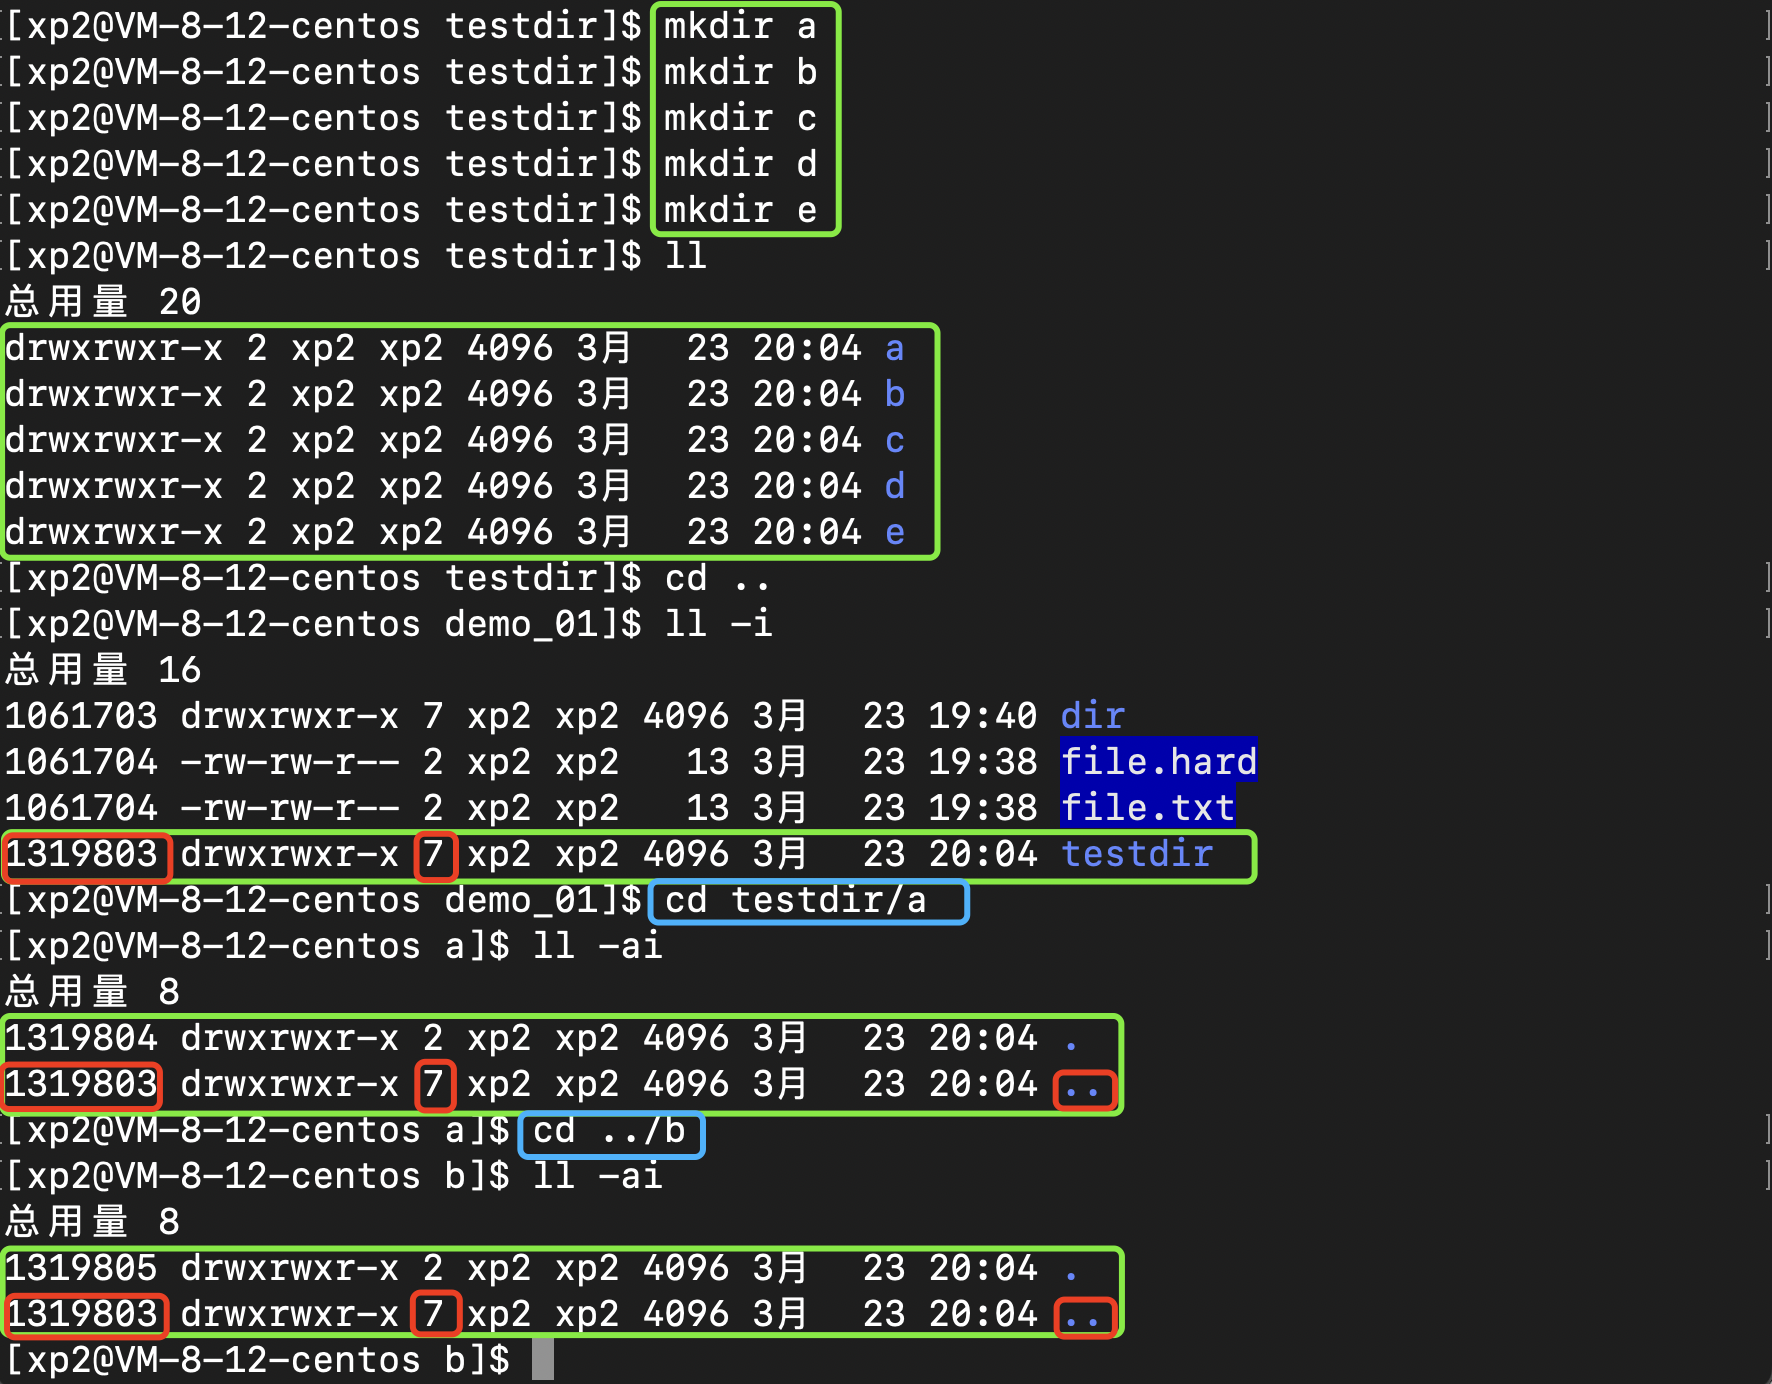 [xp2@VM-8-12-centos testdir]$ mkdir a
[xp2@VM-8-12-centos testdir]$ mkdir b
[xp2@VM-8-12-centos testdir]$ mkdir c
[xp2@VM-8-12-centos testdir]$ mkdir d
[xp2@VM-8-12-centos testdir]$ mkdir e
[xp2@VM-8-12-centos testdir]$ ll
总用量 20
drwxrwxr-x 2 xp2 xp2 4096 3月  23 20:04 a
drwxrwxr-x 2 xp2 xp2 4096 3月  23 20:04 b
drwxrwxr-x 2 xp2 xp2 4096 3月  23 20:04 c
drwxrwxr-x 2 xp2 xp2 4096 3月  23 20:04 d
drwxrwxr-x 2 xp2 xp2 4096 3月  23 20:04 e
[xp2@VM-8-12-centos testdir]$ cd ..
[xp2@VM-8-12-centos demo_01]$ ll -i
总用量 16
1061703 drwxrwxr-x 7 xp2 xp2 4096 3月  23 19:40 dir
1061704 -rw-rw-r-- 2 xp2 xp2   13 3月  23 19:38 file.hard
1061704 -rw-rw-r-- 2 xp2 xp2   13 3月  23 19:38 file.txt
1319803 drwxrwxr-x 7 xp2 xp2 4096 3月  23 20:04 testdir
[xp2@VM-8-12-centos demo_01]$ cd testdir/a
[xp2@VM-8-12-centos a]$ ll -ai
总用量 8
1319804 drwxrwxr-x 2 xp2 xp2 4096 3月  23 20:04 .
1319803 drwxrwxr-x 7 xp2 xp2 4096 3月  23 20:04 ..
[xp2@VM-8-12-centos a]$ cd ../b
[xp2@VM-8-12-centos b]$ ll -ai
总用量 8
1319805 drwxrwxr-x 2 xp2 xp2 4096 3月  23 20:04 .
1319803 drwxrwxr-x 7 xp2 xp2 4096 3月  23 20:04 ..
[xp2@VM-8-12-centos b]$